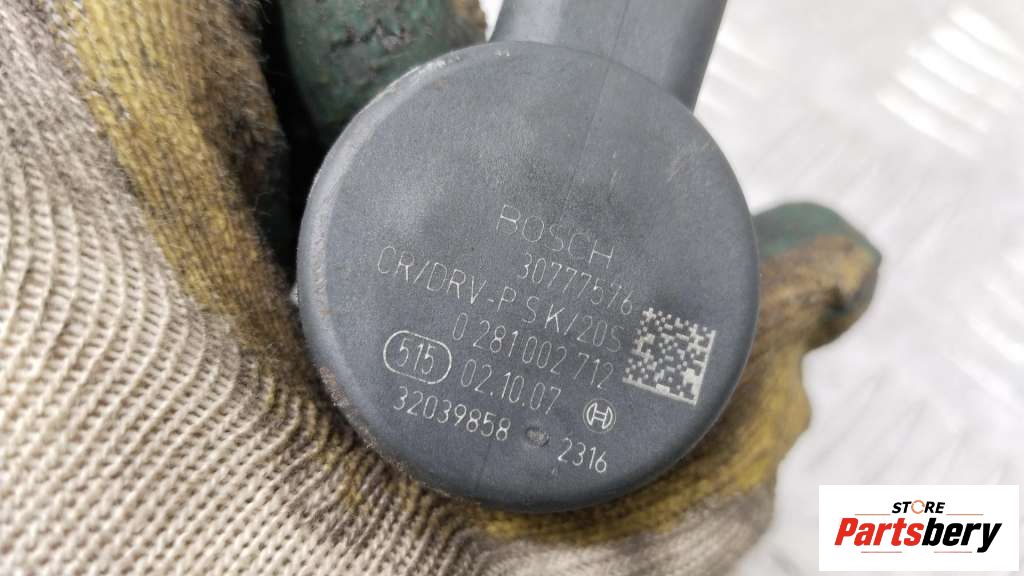 BOSCH
30777576
CR/DRV-PSK/20S
0 281 002 712
515 02.10.07
32039858 2316
STORE
Partsbery